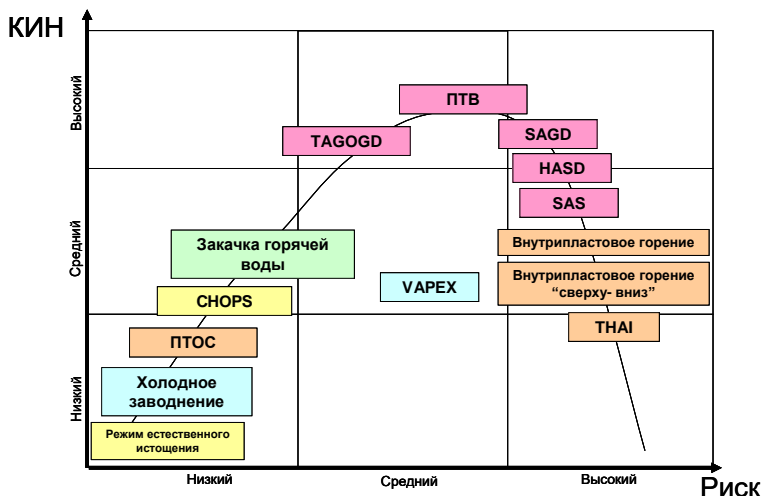 КИН
Высокий
Средний
Низкий
ПТВ
TAGOGD
SAGD
HASD
SAS
Закачка горячей
воды
Внутрипластовое горение
VAPEX
Внутрипластовое горение
“сверху- вниз”
CHOPS
THAI
ПТОС
Холодное
заводнение
Режим естественного
истощения
Низкий
Средний
Высокий
Риск